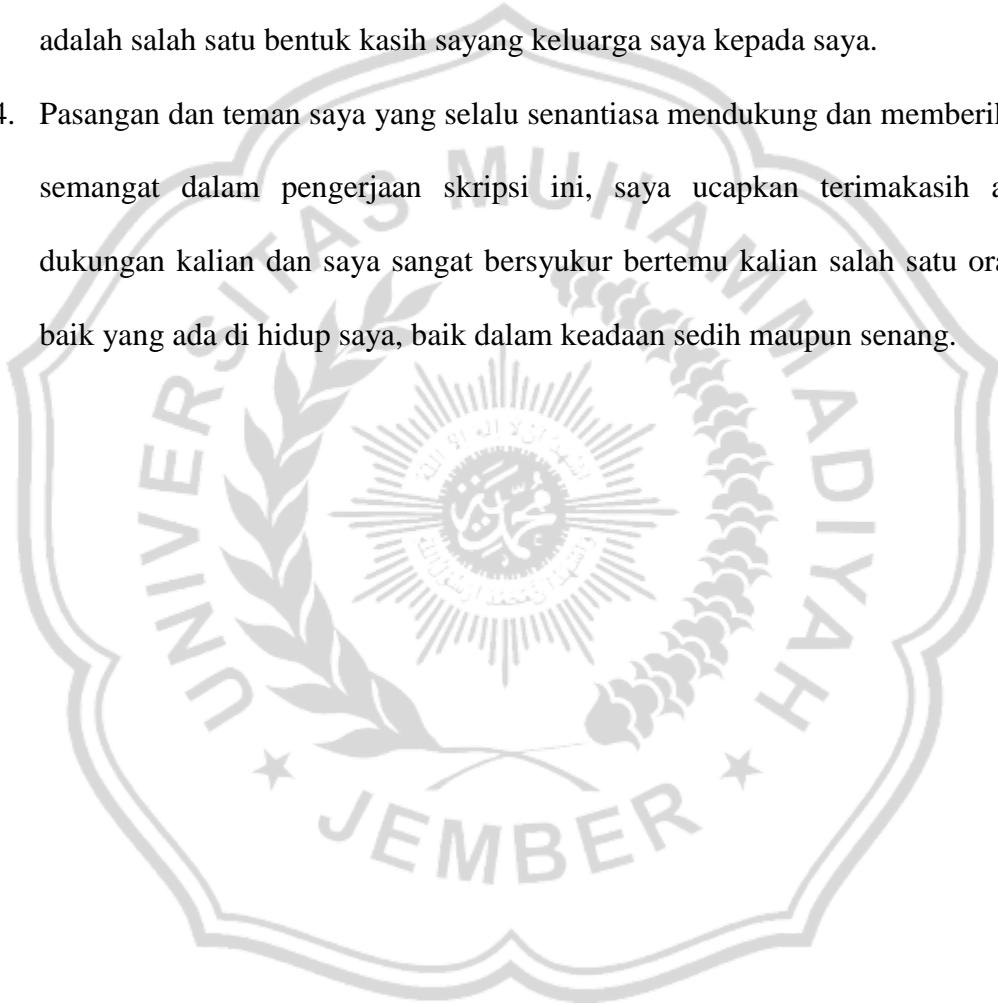 adalah salah satu bentuk kasih sayang keluarga saya kepada saya.
4. Pasangan dan teman saya yang selalu senantiasa mendukung dan
semangat dalam pengerjaan skripsi ini, saya ucapkan terimakasih
dukungan kalian dan saya sangat bersyukur bertemu kalian salah satu
baik yang ada di hidup saya, baik dalam keadaan sedih maupun senang.
UNIVERSITAS MUHAMMADIYAH
JEMBER